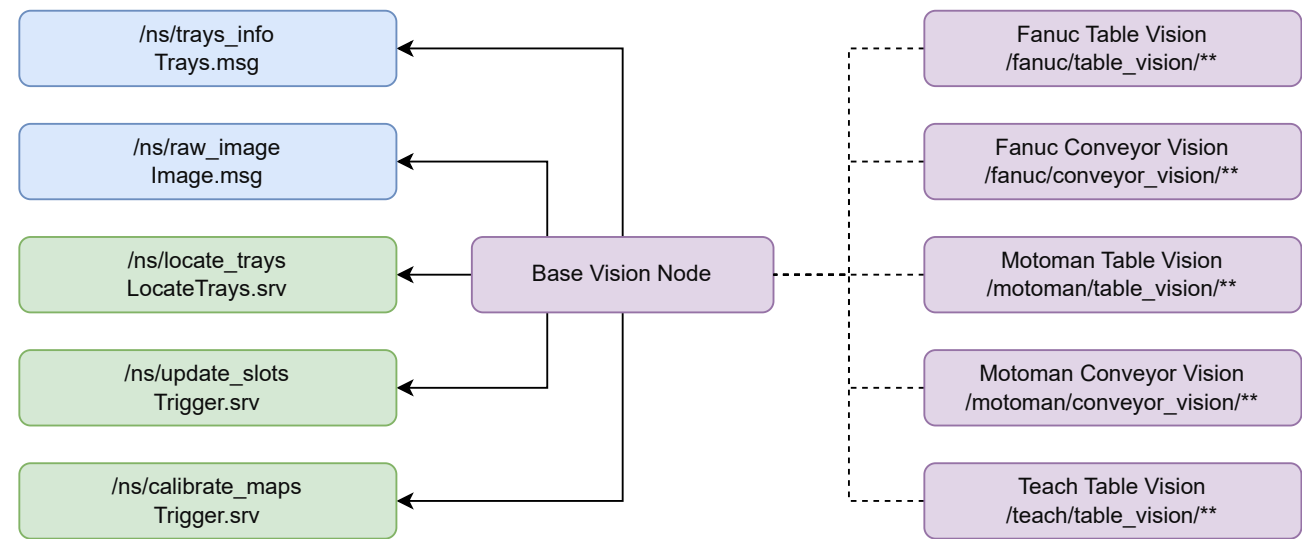 /ns/trays_info
Trays.msg
/ns/raw_image
Image.msg
/ns/locate_trays
LocateTrays.srv
/ns/update_slots
Trigger.srv
/ns/calibrate_maps
Trigger.srv
Base Vision Node
Fanuc Table Vision
/fanuc/table_vision/**
Fanuc Conveyor Vision
/fanuc/conveyor_vision/**
Motoman Table Vision
/motoman/table_vision/**
Motoman Conveyor Vision
/motoman/conveyor_vision/**
Teach Table Vision
/teach/table_vision/**